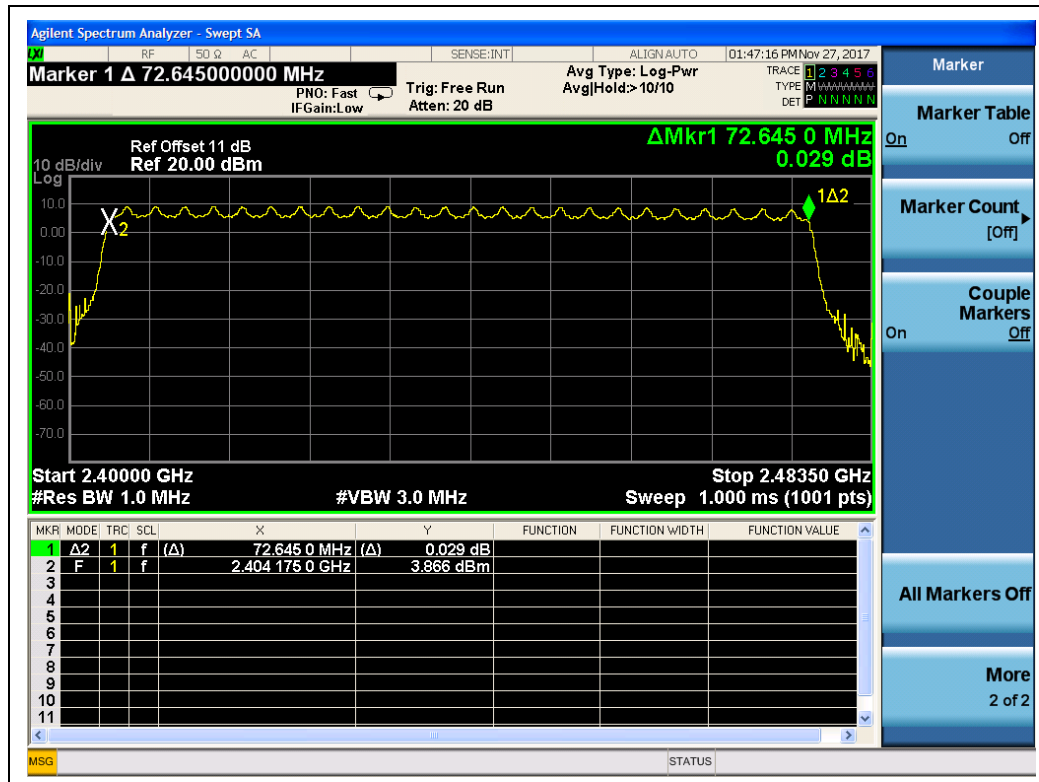 Agilent Spectrum Analyzer - Swept SA
LXI RF 50 Ω AC SENSE:INT ALIGN AUTO 01:47:16 PM Nov 27, 2017
Marker 1 Δ 72.645000000 MHz
PNO: Fast
IFGain:Low
Trig: Free Run
Atten: 20 dB
Avg Type: Log-Pwr
Avg|Hold:>10/10
TRACE 1 2 3 4 5 6
TYPE M WWWWW
DET P N N N N N
Ref Offset 11 dB
10 dB/div Ref 20.00 dBm
Log
ΔMkr1 72.645 0 MHz
0.029 dB
10.0
0.00
-10.0
-20.0
-30.0
-40.0
-50.0
-60.0
-70.0
X2
1Δ2
Start 2.40000 GHz Stop 2.48350 GHz
#Res BW 1.0 MHz #VBW 3.0 MHz Sweep 1.000 ms (1001 pts)
MKR MODE TRC SCL X Y FUNCTION FUNCTION WIDTH FUNCTION VALUE
1 Δ2 1 f (Δ) 72.645 0 MHz (Δ) 0.029 dB
2 F 1 f 2.404 175 0 GHz 3.866 dBm
3
4
5
6
7
8
9
10
11
MSG STATUS
Marker
Marker Table
On Off
Marker Count
[Off]
Couple
Markers
On Off
All Markers Off
More
2 of 2